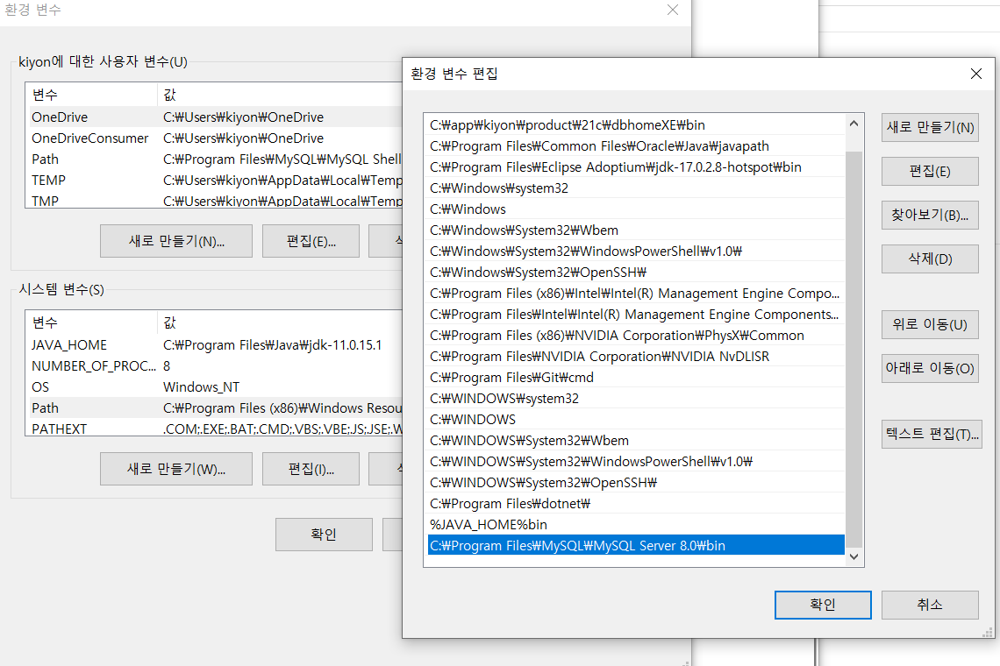 환경 변수
kiyon에 대한 사용자 변수(U)
변수 값
OneDrive C:₩Users₩kiyon₩OneDrive
OneDriveConsumer C:₩Users₩kiyon₩OneDrive
Path C:₩Program Files₩MySQL₩MySQL Shell
TEMP C:₩Users₩kiyon₩AppData₩Local₩Temp
TMP C:₩Users₩kiyon₩AppData₩Local₩Temp
새로 만들기(N)... 편집(E)...
시스템 변수(S)
변수 값
JAVA_HOME C:₩Program Files₩Java₩jdk-11.0.15.1
NUMBER_OF_PROC... 8
OS Windows_NT
Path C:₩Program Files (x86)₩Windows Resou
PATHEXT .COM;.EXE;.BAT;.CMD;.VBS;.VBE;.JS;.JSE;.W
새로 만들기(W)... 편집(I)...
확인
환경 변수 편집
C:₩app₩kiyon₩product₩21c₩dbhomeXE₩bin
C:₩Program Files₩Common Files₩Oracle₩Java₩javapath
C:₩Program Files₩Eclipse Adoptium₩jdk-17.0.2.8-hotspot₩bin
C:₩Windows₩system32
C:₩Windows
C:₩Windows₩System32₩Wbem
C:₩Windows₩System32₩WindowsPowerShell₩v1.0₩
C:₩Windows₩System32₩OpenSSH₩
C:₩Program Files (x86)₩Intel₩Intel(R) Management Engine Compo...
C:₩Program Files₩Intel₩Intel(R) Management Engine Components...
C:₩Program Files (x86)₩NVIDIA Corporation₩PhysX₩Common
C:₩Program Files₩NVIDIA Corporation₩NVIDIA NvDLISR
C:₩Program Files₩Git₩cmd
C:₩WINDOWS₩system32
C:₩WINDOWS
C:₩WINDOWS₩System32₩Wbem
C:₩WINDOWS₩System32₩WindowsPowerShell₩v1.0₩
C:₩WINDOWS₩System32₩OpenSSH₩
C:₩Program Files₩dotnet₩
%JAVA_HOME%bin
C:₩Program Files₩MySQL₩MySQL Server 8.0₩bin
새로 만들기(N)
편집(E)
찾아보기(B)...
삭제(D)
위로 이동(U)
아래로 이동(O)
텍스트 편집(T)...
확인 취소